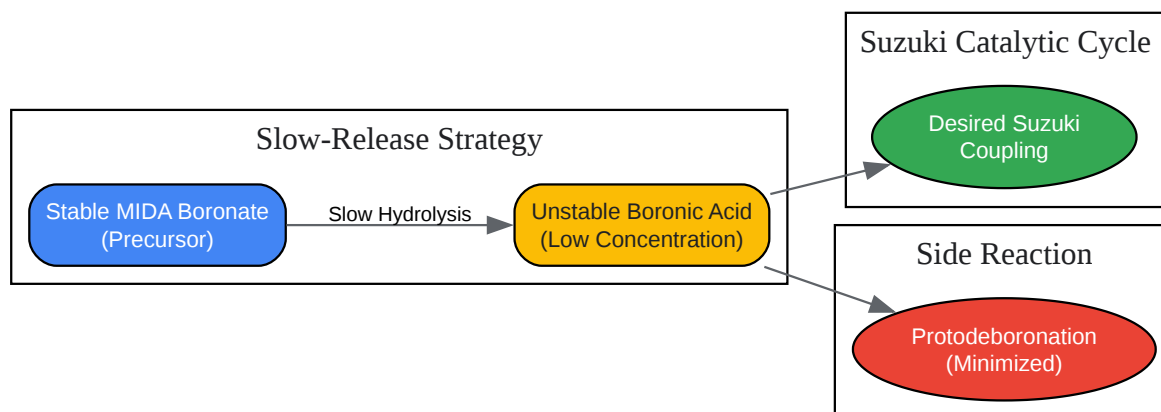 Suzuki Catalytic Cycle
Desired Suzuki
Coupling
Slow-Release Strategy
Stable MIDA Boronate
(Precursor)
Slow Hydrolysis
Unstable Boronic Acid
(Low Concentration)
Side Reaction
Protodeboronation
(Minimized)